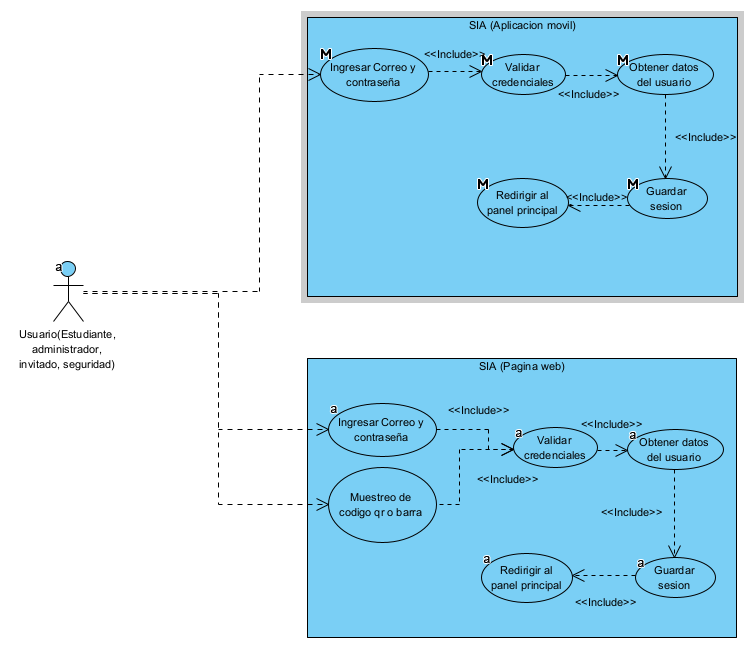 SIA (Aplicacion movil)
M
Ingresar Correo y
contraseña
<<Include>>
M
Validar
credenciales
<<Include>>
M
Obtener datos
del usuario
<<Include>>
M
Guardar
sesion
<<Include>>
M
Redirigir al
panel principal
a
Usuario(Estudiante,
administrador,
invitado, seguridad)
SIA (Pagina web)
a
Ingresar Correo y
contraseña
<<Include>>
Muestreo de
codigo qr o barra
<<Include>>
a
Validar
credenciales
<<Include>>
a
Obtener datos
del usuario
<<Include>>
a
Guardar
sesion
<<Include>>
a
Redirigir al
panel principal